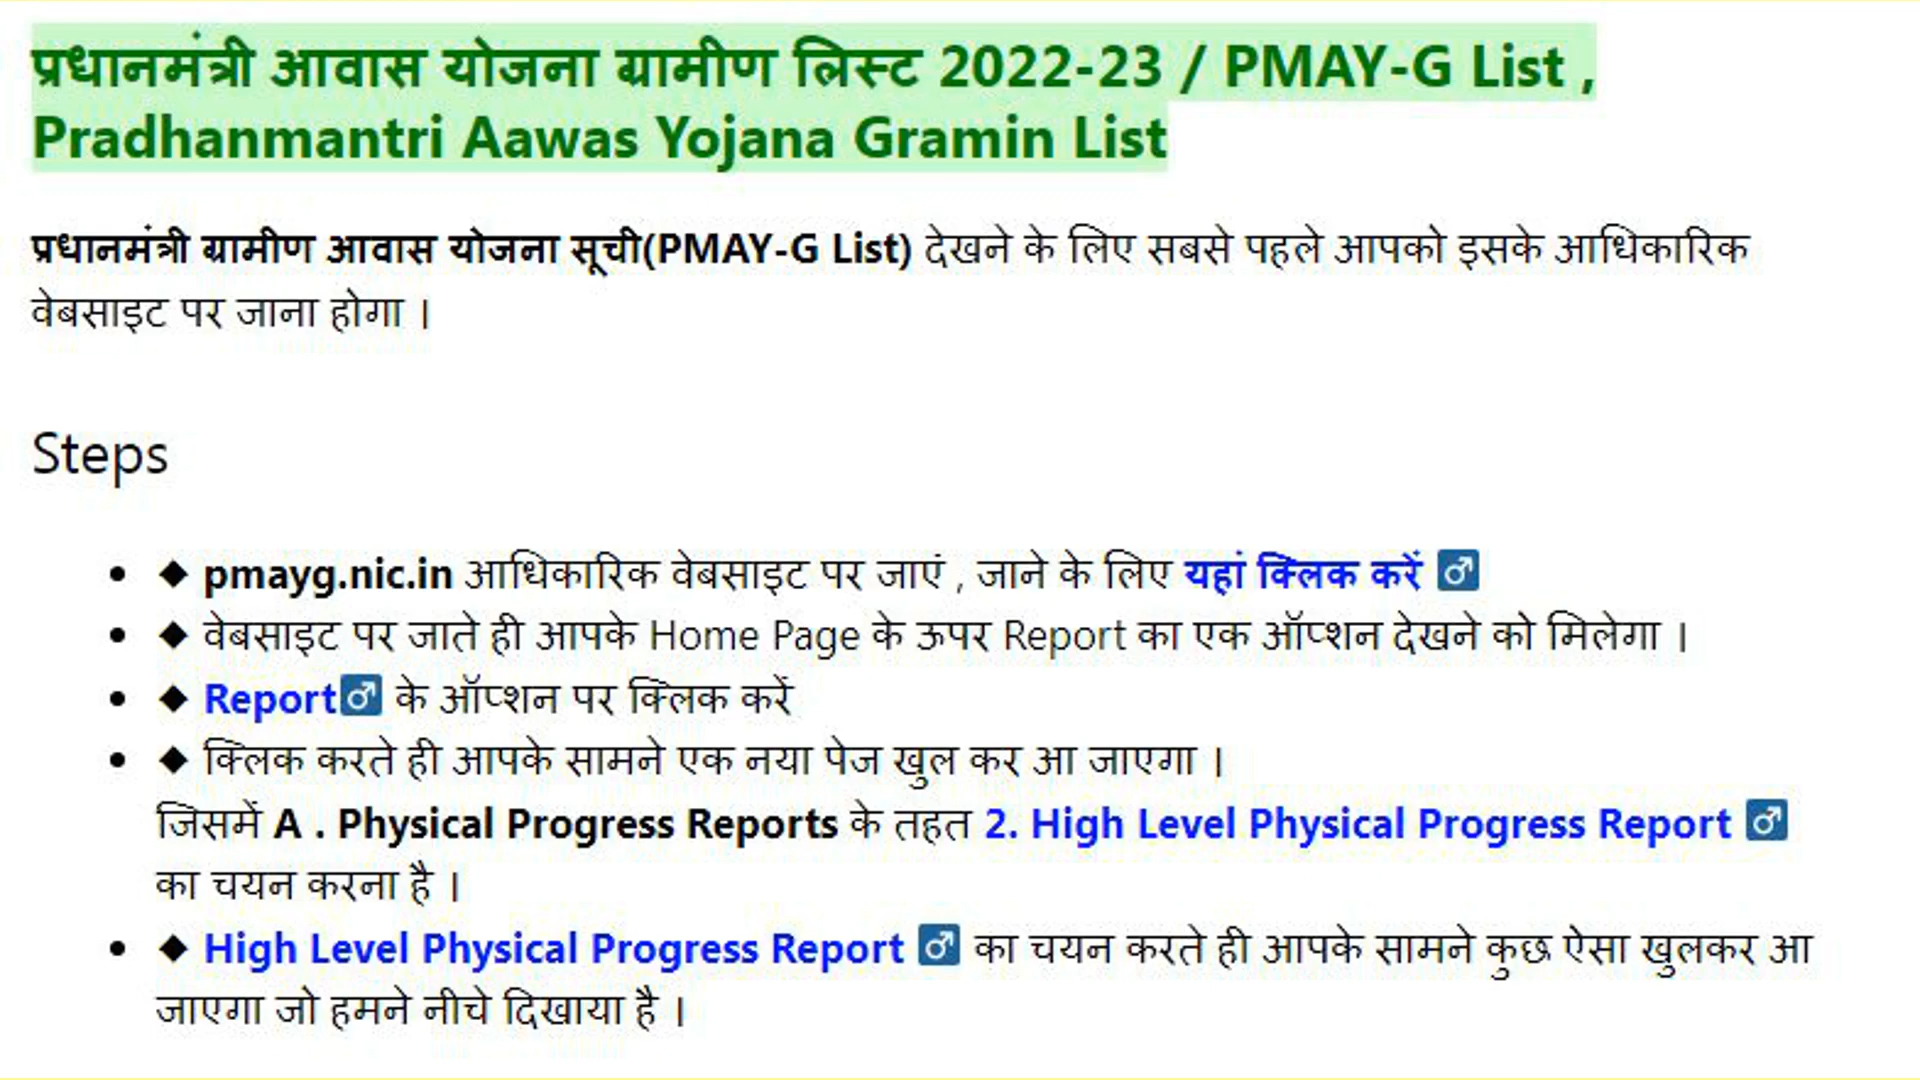 प्रधानमंत्री आवास योजना ग्रामीण लिस्ट 2022-23 / PMAY-G List ,
Pradhanmantri Aawas Yojana Gramin List
प्रधानमंत्री ग्रामीण आवास योजना सूची(PMAY-G List) देखने के लिए सबसे पहले आपको इसके आधिकारिक
वेबसाइट पर जाना होगा ।
Steps
• ◆ pmayg.nic.in आधिकारिक वेबसाइट पर जाएं , जाने के लिए यहां क्लिक करें ♂
• ◆ वेबसाइट पर जाते ही आपके Home Page के ऊपर Report का एक ऑप्शन देखने को मिलेगा ।
• ◆ Report♂ के ऑप्शन पर क्लिक करें
• ◆ क्लिक करते ही आपके सामने एक नया पेज खुल कर आ जाएगा ।
जिसमें A . Physical Progress Reports के तहत 2. High Level Physical Progress Report ♂
का चयन करना है ।
• ◆ High Level Physical Progress Report ♂ का चयन करते ही आपके सामने कुछ ऐसा खुलकर आ
जाएगा जो हमने नीचे दिखाया है ।